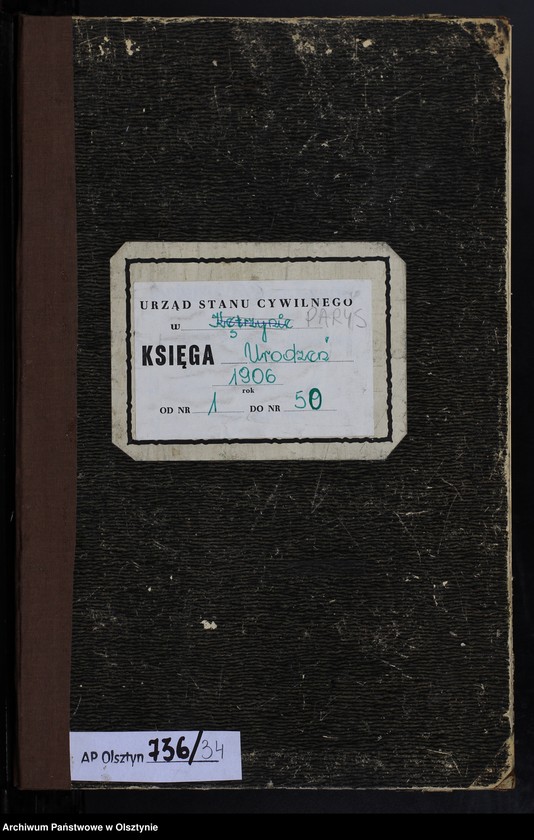 URZĄD STANU CYWILNEGO
w Kętrzynie PARYS
KSIĘGA Urodzeń
1906
rok
OD NR 1 DO NR 50
AP Olsztyn 736/34
Archiwum Państwowe w Olsztynie